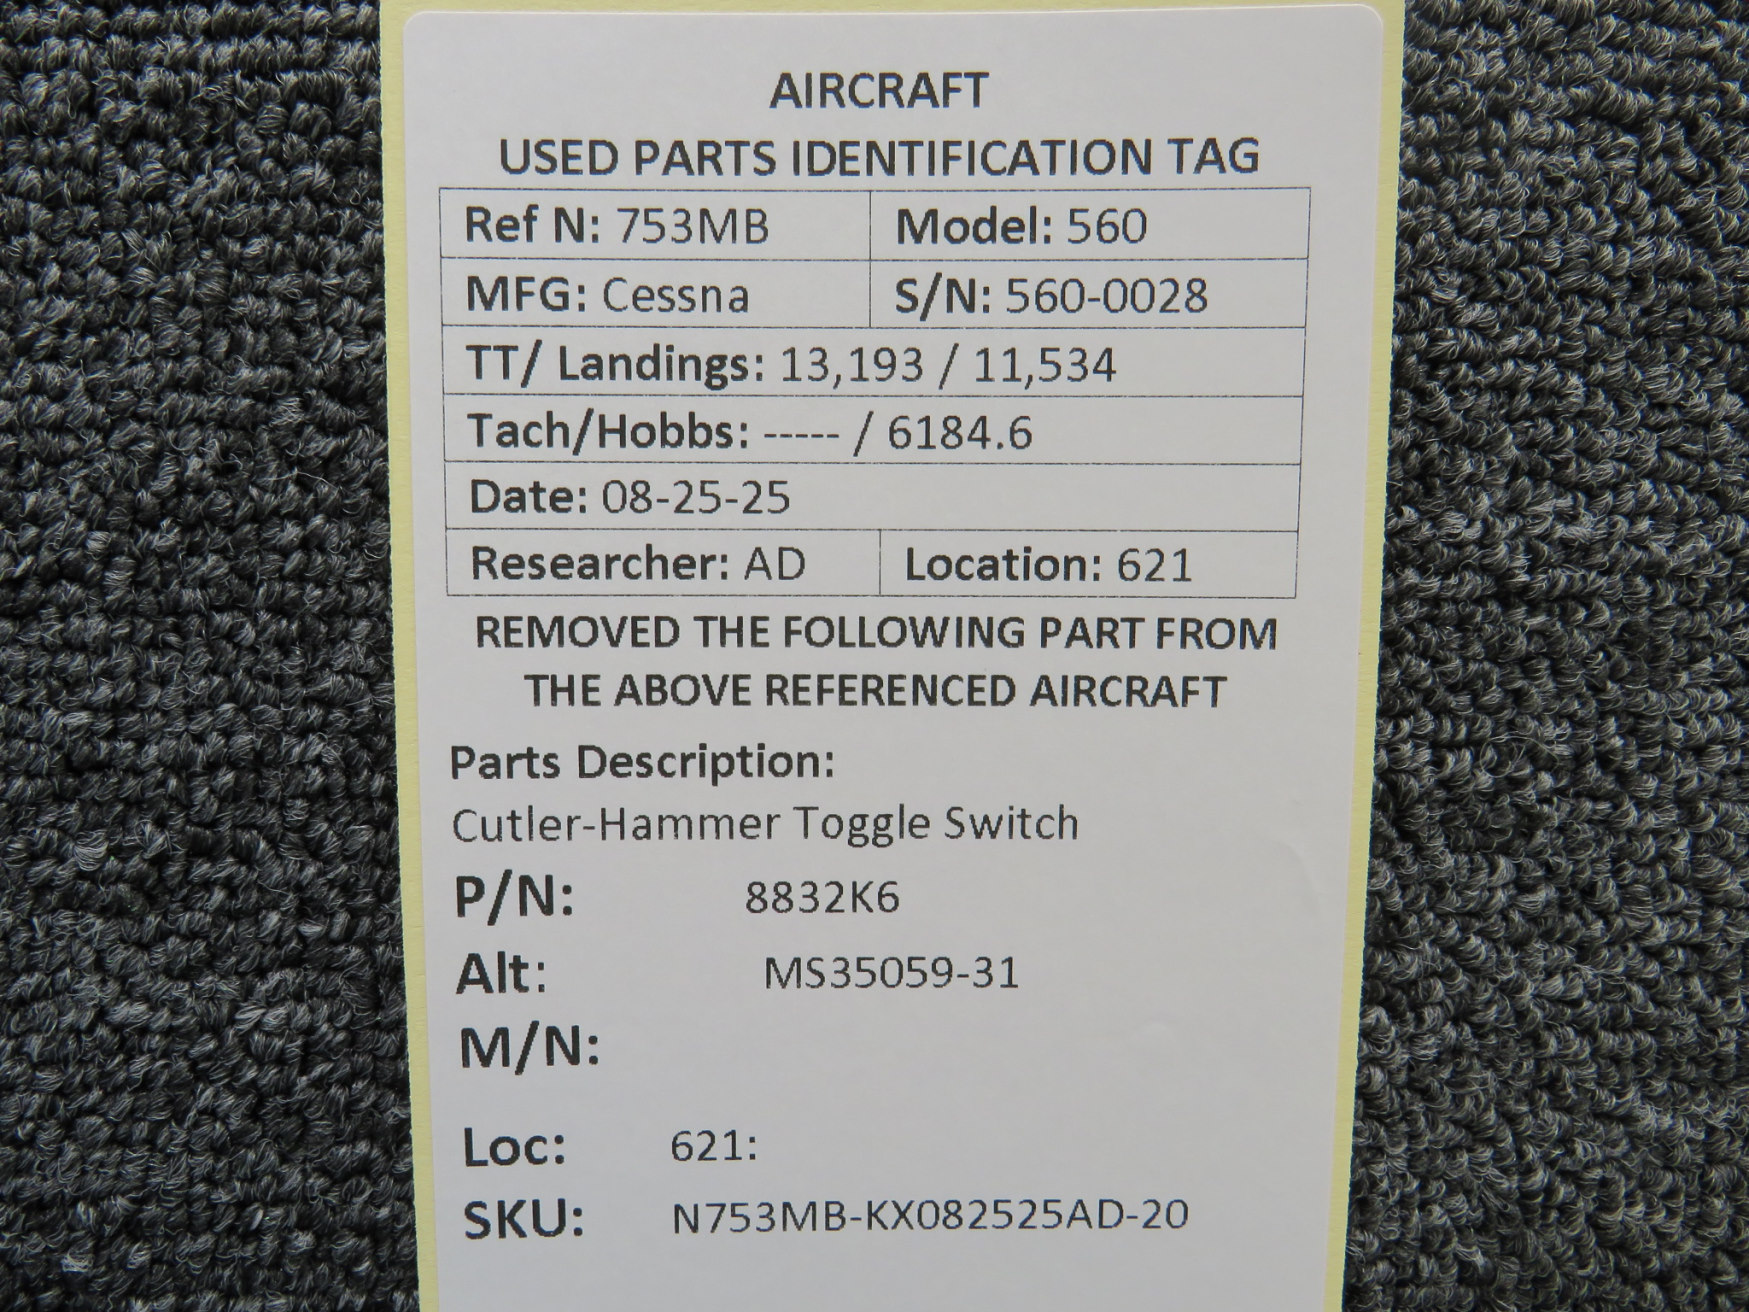 AIRCRAFT
USED PARTS IDENTIFICATION TAG
Ref N: 753MB Model: 560
MFG: Cessna S/N: 560-0028
TT/ Landings: 13,193 / 11,534
Tach/Hobbs: ----- / 6184.6
Date: 08-25-25
Researcher: AD Location: 621
REMOVED THE FOLLOWING PART FROM
THE ABOVE REFERENCED AIRCRAFT
Parts Description:
Cutler-Hammer Toggle Switch
P/N: 8832K6
Alt: MS35059-31
M/N:
Loc: 621:
SKU: N753MB-KX082525AD-20